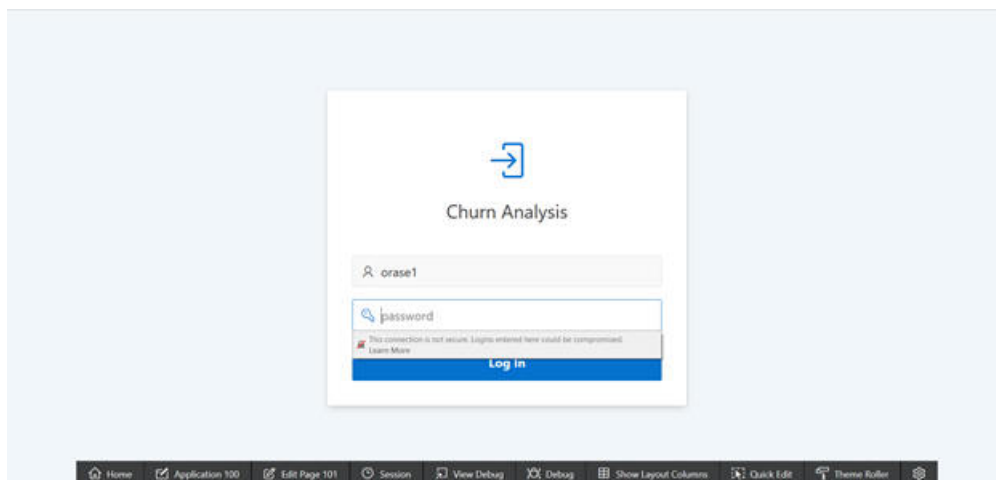 Churn Analysis
orase1
password
This connection is not secure. Logins entered here could be compromised.
Learn More
Log In
Home Application 100 Edit Page 101 Session View Debug Debug Show Layout Columns Quick Edit Theme Roller